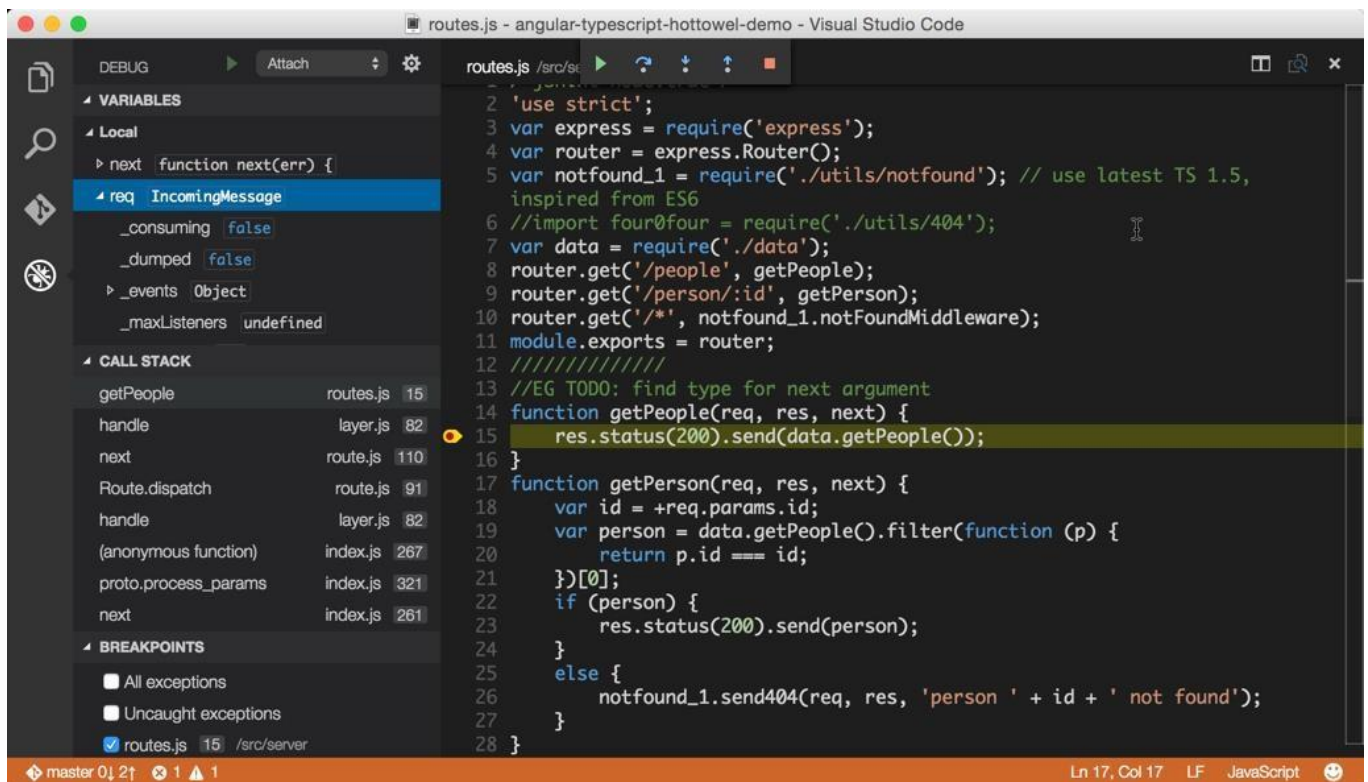 routes.js - angular-typescript-hottowel-demo - Visual Studio Code
DEBUG Attach
VARIABLES
Local
next function next(err) {
req IncomingMessage
_consuming false
_dumped false
_events Object
_maxListeners undefined
CALL STACK
getPeople routes.js 15
handle layer.js 82
next route.js 110
Route.dispatch route.js 91
handle layer.js 82
(anonymous function) index.js 267
proto.process_params index.js 321
next index.js 261
BREAKPOINTS
All exceptions
Uncaught exceptions
routes.js 15 /src/server
routes.js
2 'use strict';
3 var express = require('express');
4 var router = express.Router();
5 var notfound_1 = require('./utils/notfound'); // use latest TS 1.5,
inspired from ES6
6 //import four0four = require('./utils/404');
7 var data = require('./data');
8 router.get('/people', getPeople);
9 router.get('/person/:id', getPerson);
10 router.get('/*', notfound_1.notFoundMiddleware);
11 module.exports = router;
12 //////////////
13 //EG TODO: find type for next argument
14 function getPeople(req, res, next) {
15 res.status(200).send(data.getPeople());
16 }
17 function getPerson(req, res, next) {
18 var id = +req.params.id;
19 var person = data.getPeople().filter(function (p) {
20 return p.id === id;
21 })[0];
22 if (person) {
23 res.status(200).send(person);
24 }
25 else {
26 notfound_1.send404(req, res, 'person ' + id + ' not found');
27 }
28 }
master 0↓ 2↑ 1 1
Ln 17, Col 17 LF JavaScript